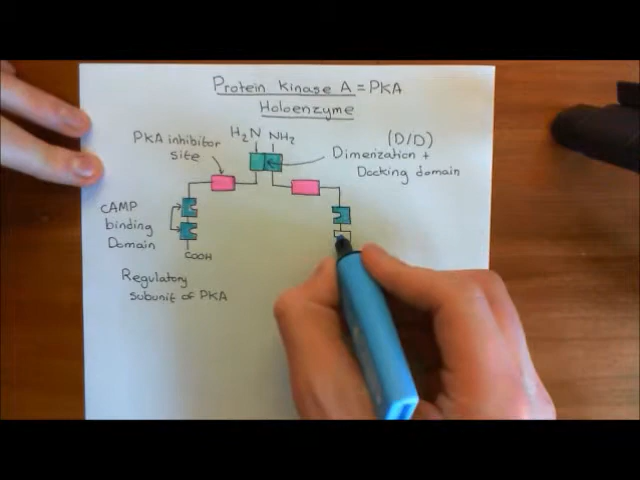 Protein kinase A = PKA
Holoenzyme
H₂N NH₂
PKA inhibitor
site
(D/D)
Dimerization +
Docking domain
CAMP
binding
Domain
COOH
Regulatory
subunit of PKA